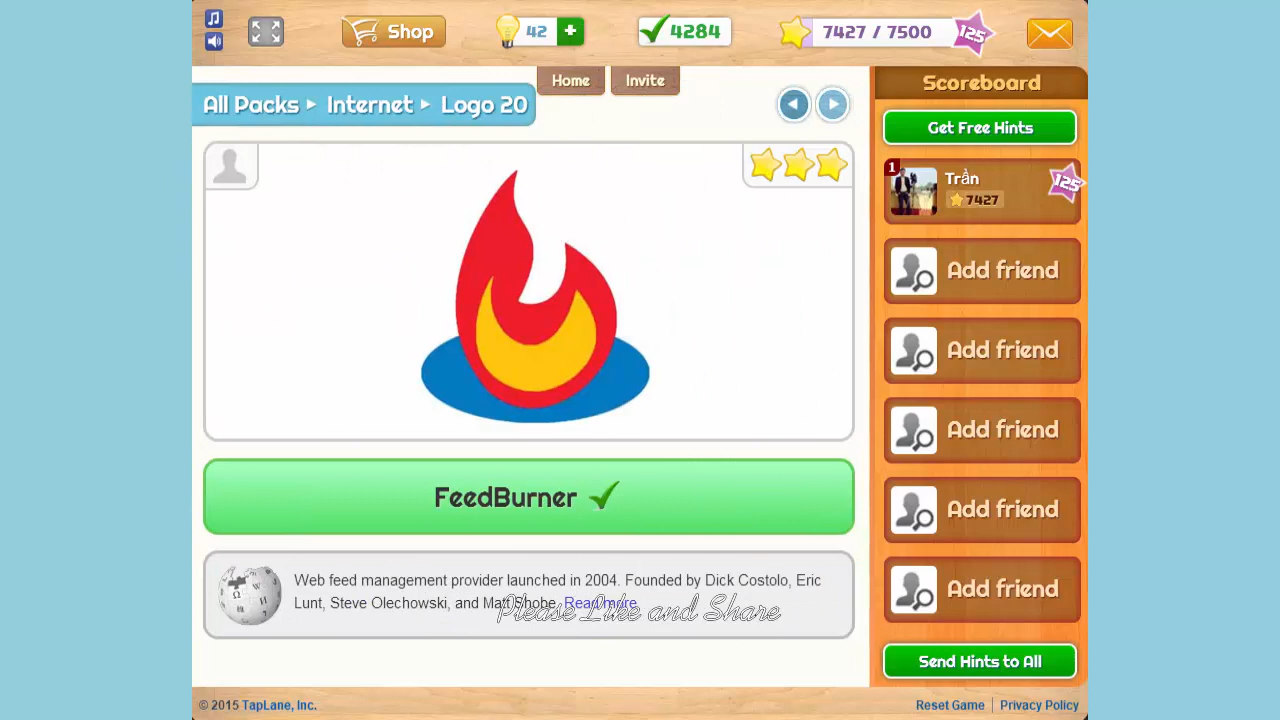 Shop
42
4284
7427 / 7500
125
Home
Invite
All Packs ▸ Internet ▸ Logo 20
Scoreboard
Get Free Hints
1
Trần
7427
125
Add friend
Add friend
Add friend
Add friend
Add friend
FeedBurner
Web feed management provider launched in 2004. Founded by Dick Costolo, Eric
Lunt, Steve Olechowski, and Matt Shobe. Read more
Please Like and Share
Send Hints to All
© 2015 TapLane, Inc.
Reset Game | Privacy Policy